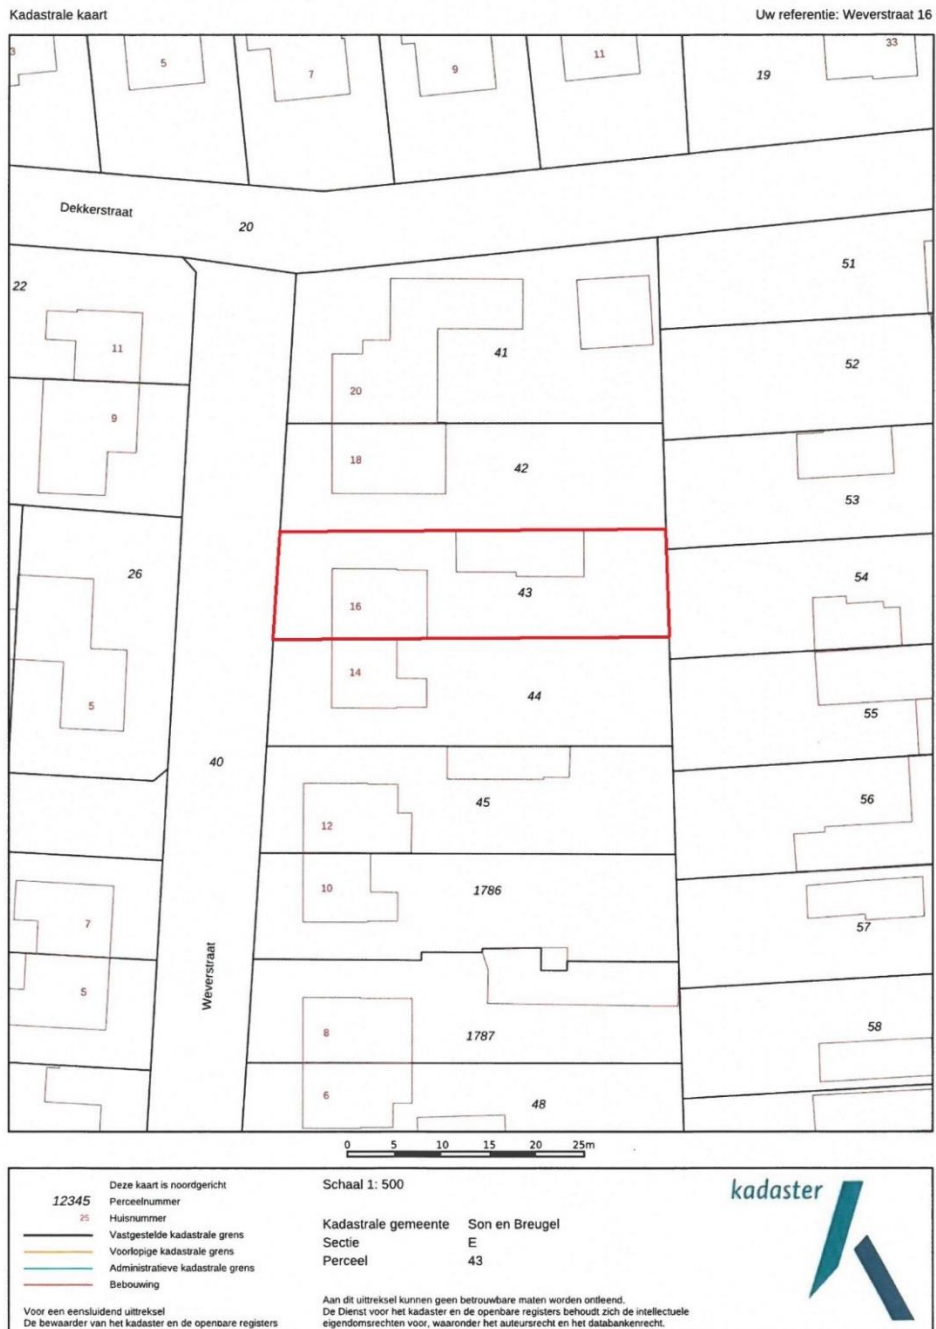 Kadastrale kaart
Uw referentie: Weverstraat 16
3
5
7
9
11
19
33
Dekkerstraat
20
22
51
11
41
52
20
9
18
42
53
26
54
16
43
14
44
5
55
40
45
56
12
10
1786
7
57
Weverstraat
5
8
1787
58
6
48
0 5 10 15 20 25m
Deze kaart is noordgericht
12345 Perceelnummer
25 Huisnummer
Vastgestelde kadastrale grens
Voorlopige kadastrale grens
Administratieve kadastrale grens
Bebouwing
Voor een eensluidend uittreksel
De bewaarder van het kadaster en de openbare registers
Schaal 1: 500
Kadastrale gemeente Son en Breugel
Sectie E
Perceel 43
Aan dit uittreksel kunnen geen betrouwbare maten worden ontleend.
De Dienst voor het kadaster en de openbare registers behoudt zich de intellectuele
eigendomsrechten voor, waaronder het auteursrecht en het databankenrecht.
kadaster